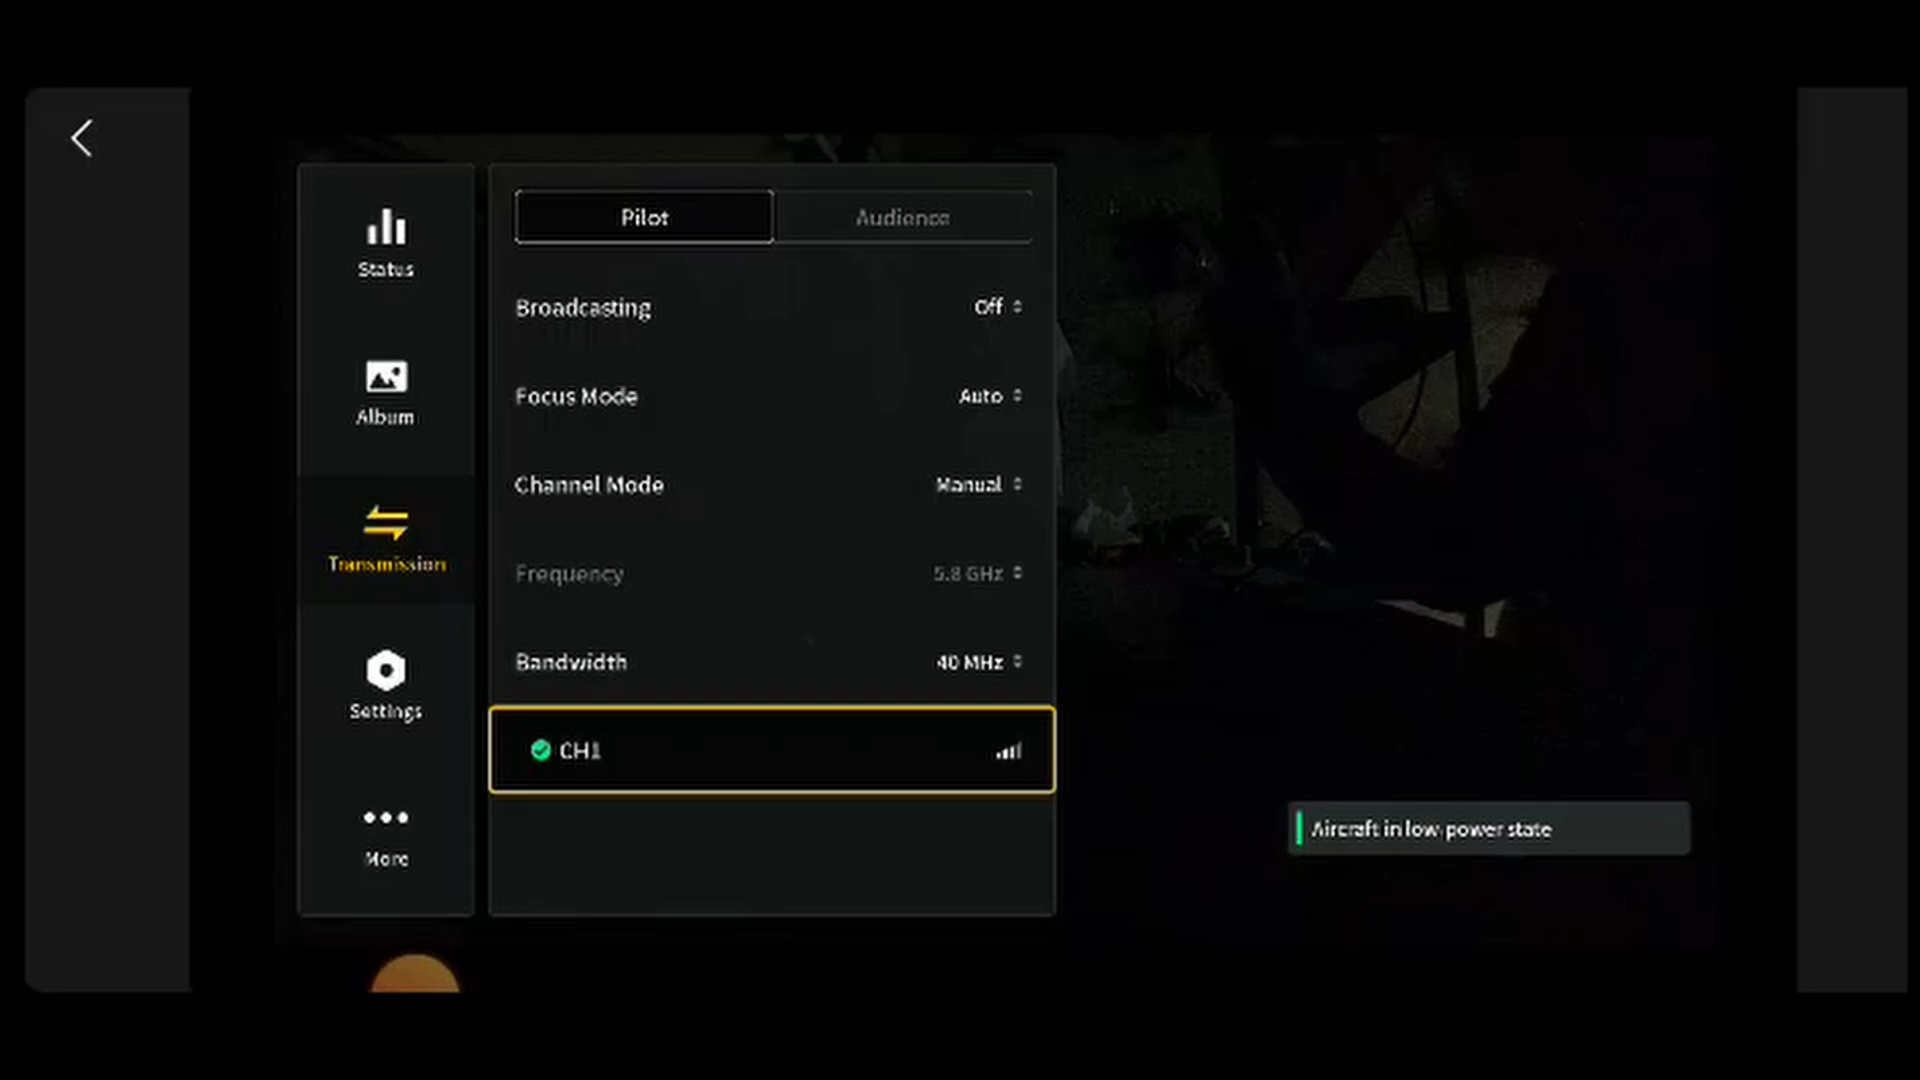 Status
Album
Transmission
Settings
More
Pilot
Audience
Broadcasting Off
Focus Mode Auto
Channel Mode Manual
Frequency 5.8 GHz
Bandwidth 40 MHz
CH1
Aircraft in low-power state